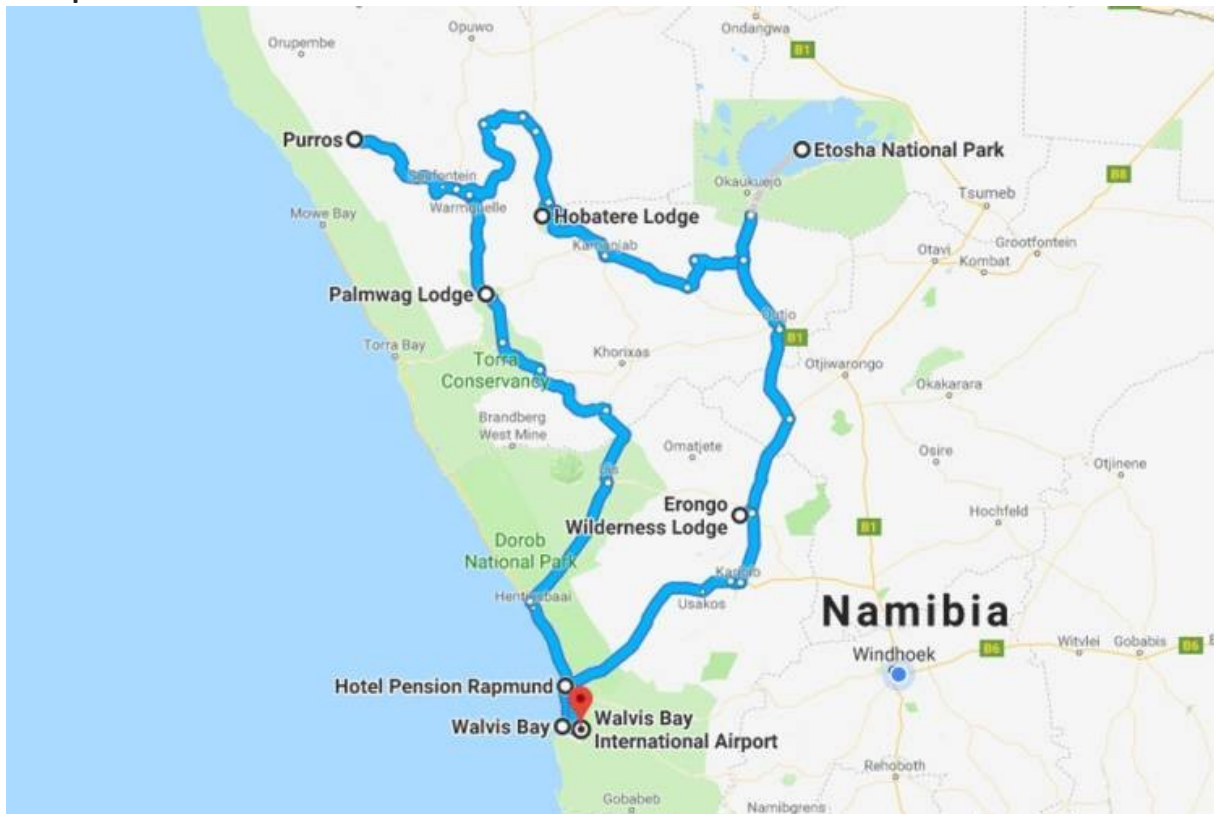 Ondangwa
Opuwo
Orupembe
B1
Purros
Etosha National Park
Okaukuejo
B8
Tsumeb
Warmquelle
Mowe Bay
Hobatere Lodge
Kamanjab
Grootfontein
Otavi
Kombat
Palmwag Lodge
Outjo
B1
Torra Bay
Khorixas
Torra
Conservancy
Otjiwarongo
Okakarara
Brandberg
West Mine
Omatjete
Osire
Otjinene
Uis
Erongo
Wilderness Lodge
Hochfeld
B1
Dorob
National Park
Karibib
Hentiesbaai
Usakos
Namibia
Windhoek
B6
Witvlei
Gobabis
B6
Hotel Pension Rapmund
Walvis Bay
Walvis Bay
International Airport
Rehoboth
Gobabeb
Namibgrens